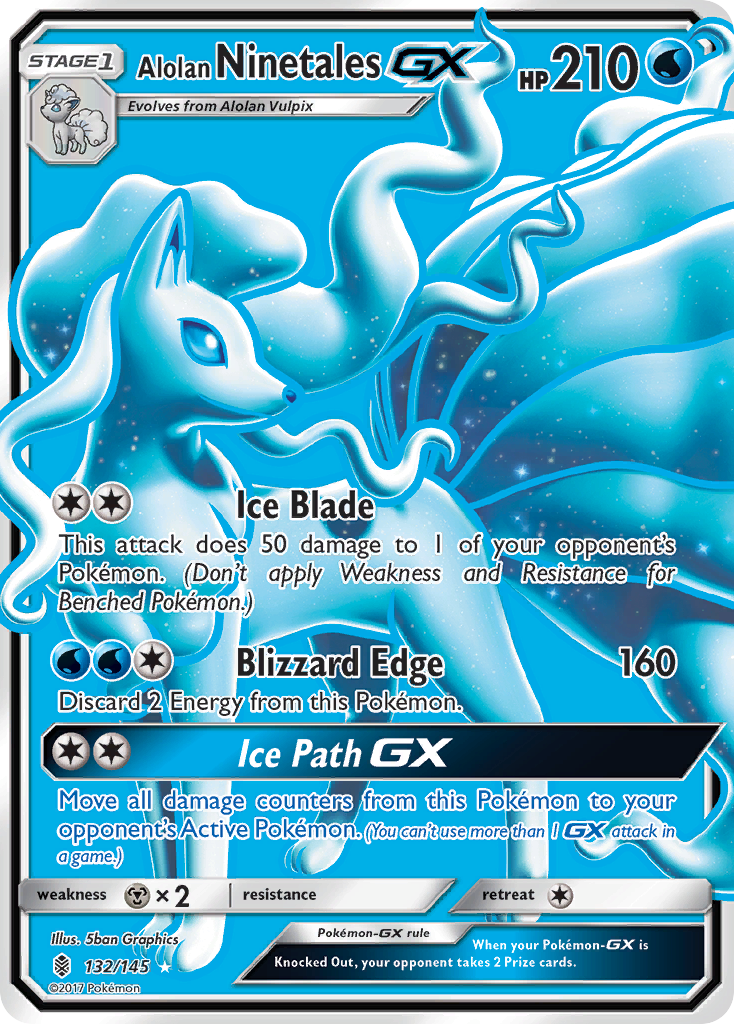 STAGE1
Alolan Ninetales GX
HP 210
Evolves from Alolan Vulpix
Ice Blade
This attack does 50 damage to 1 of your opponent's
Pokémon. (Don't apply Weakness and Resistance for
Benched Pokémon.)
Blizzard Edge 160
Discard 2 Energy from this Pokémon.
Ice Path GX
Move all damage counters from this Pokémon to your
opponent's Active Pokémon. (You can't use more than 1 GX attack in
a game.)
weakness ×2 resistance retreat
Illus. 5ban Graphics
132/145
©2017 Pokémon
Pokémon-GX rule
When your Pokémon-GX is
Knocked Out, your opponent takes 2 Prize cards.